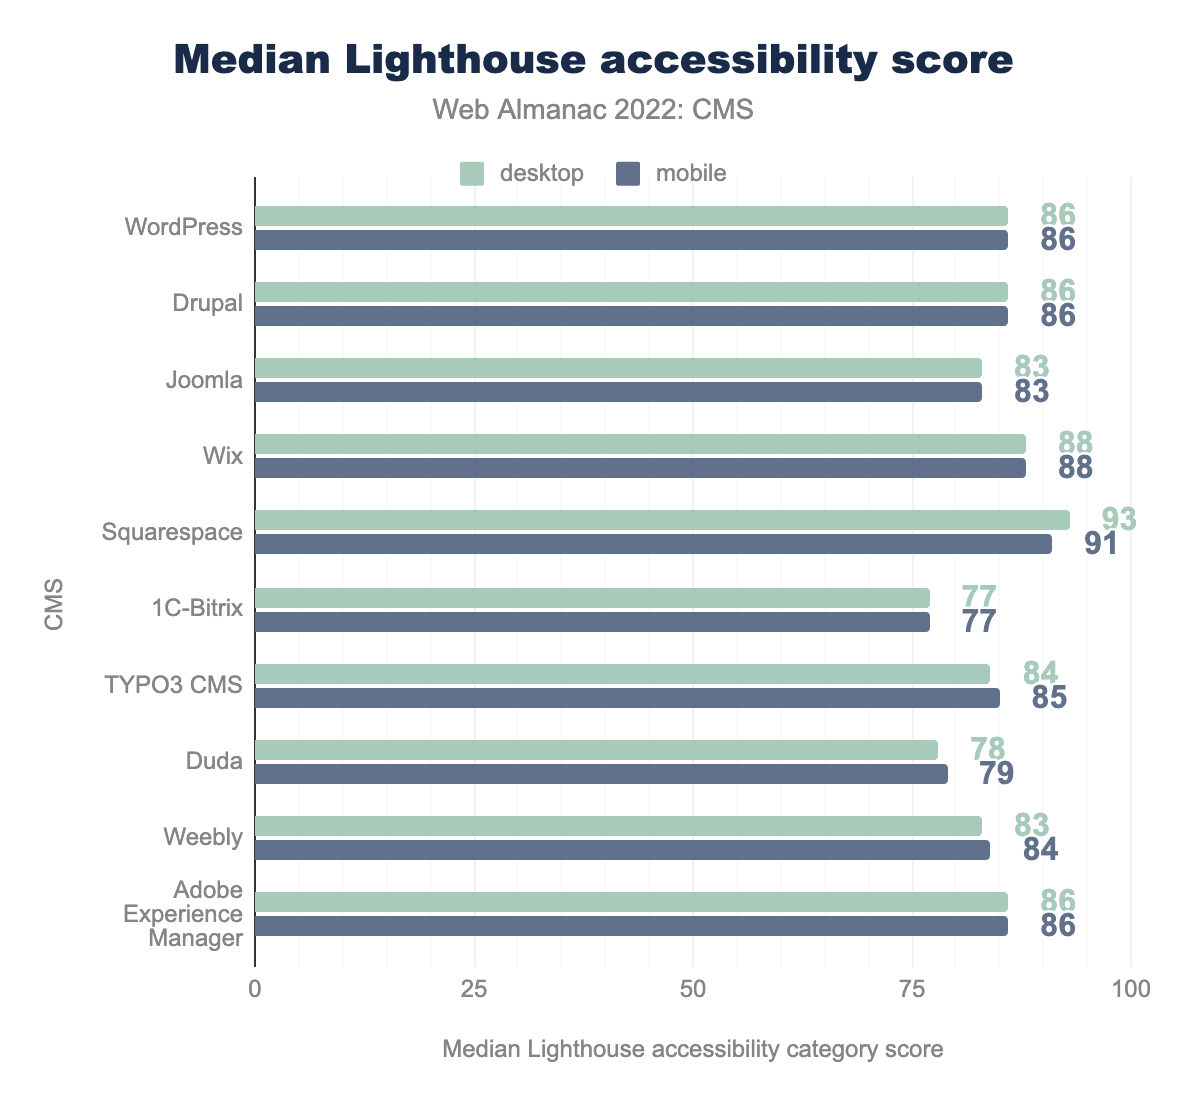 Median Lighthouse accessibility score
Web Almanac 2022: CMS
desktop
mobile
WordPress
86
86
Drupal
86
86
Joomla
83
83
Wix
88
88
Squarespace
93
91
CMS
1C-Bitrix
77
77
TYPO3 CMS
84
85
Duda
78
79
Weebly
83
84
Adobe
Experience
Manager
86
86
0
25
50
75
100
Median Lighthouse accessibility category score